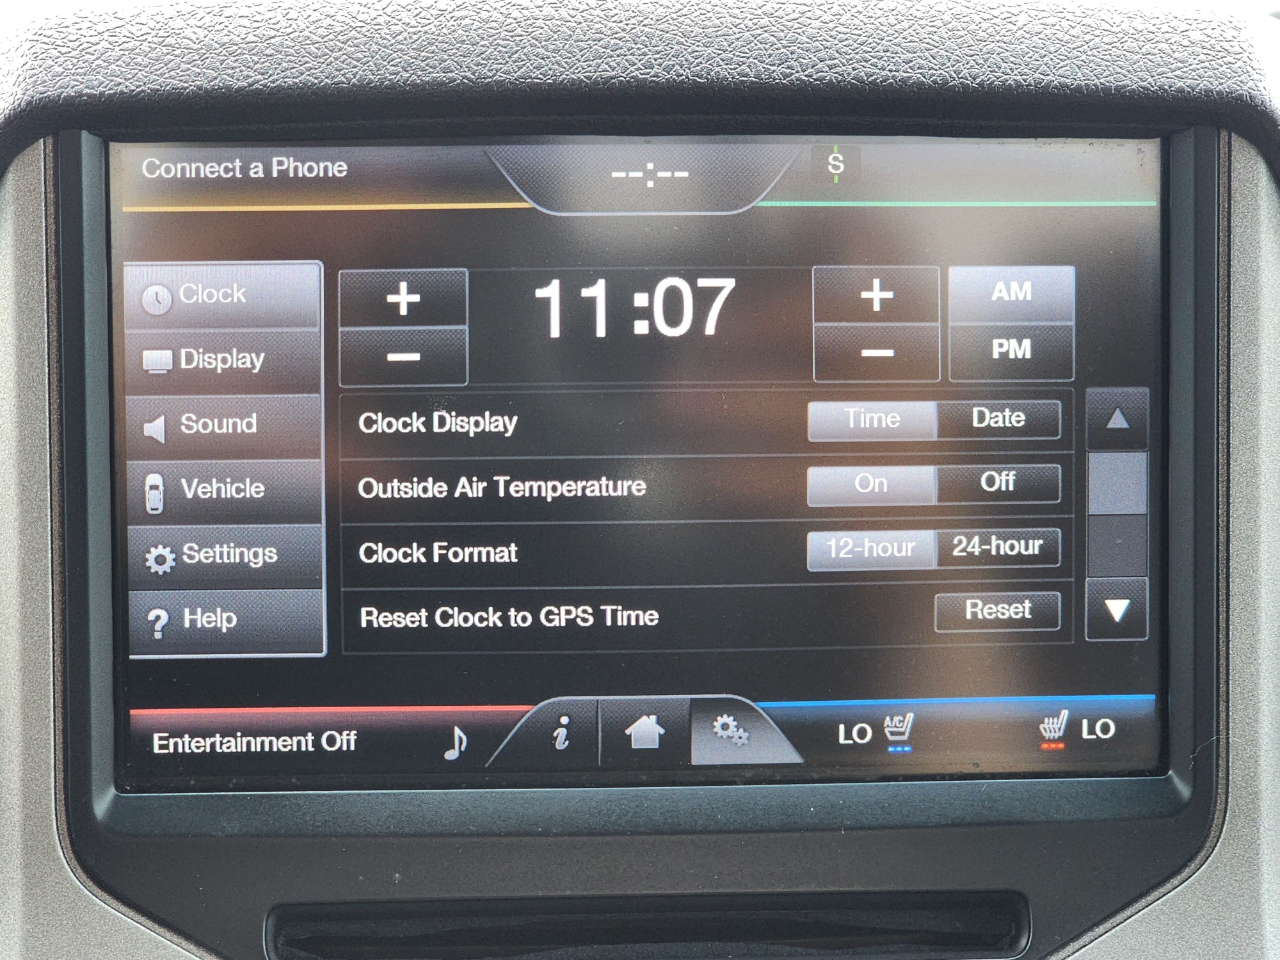 Connect a Phone
--:--
S
Clock
+
11:07
+
AM
Display
−
−
PM
Sound
Clock Display
Time
Date
Vehicle
Outside Air Temperature
On
Off
Settings
Clock Format
12-hour
24-hour
Help
Reset Clock to GPS Time
Reset
Entertainment Off
i
LO
A/C
LO